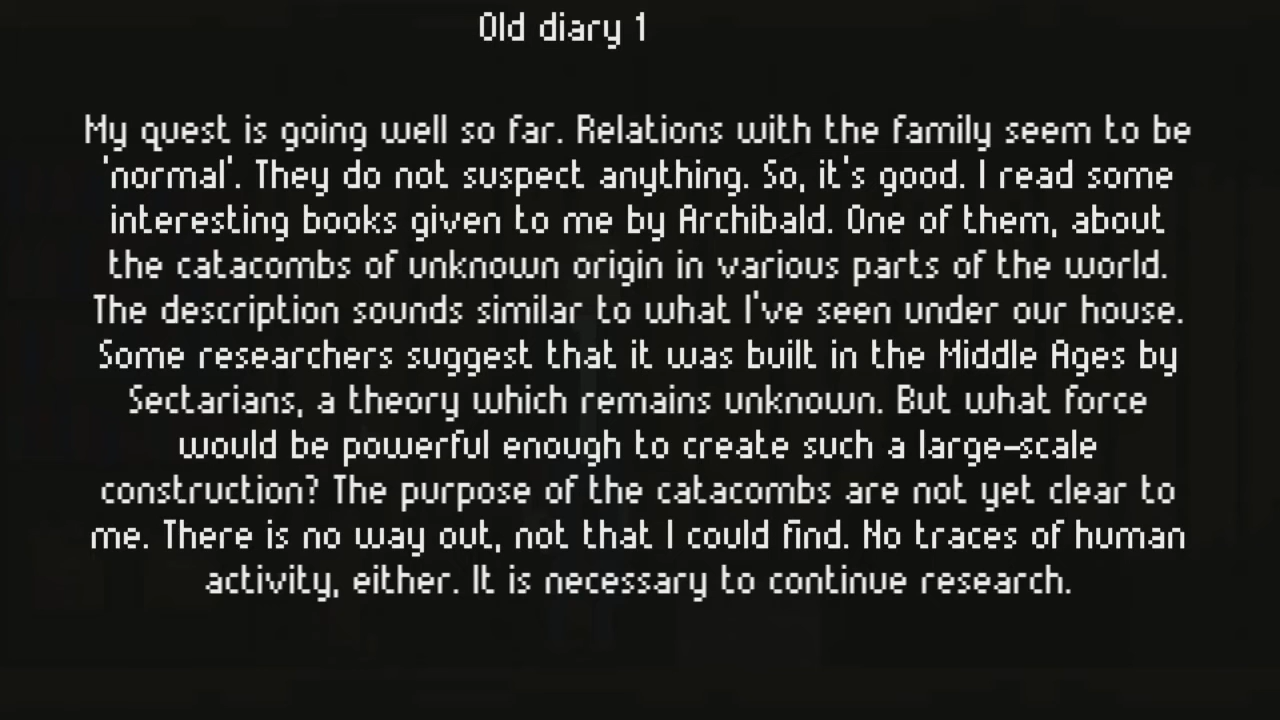 Old diary 1
My quest is going well so far. Relations with the family seem to be
'normal'. They do not suspect anything. So, it's good. I read some
interesting books given to me by Archibald. One of them, about
the catacombs of unknown origin in various parts of the world.
The description sounds similar to what I've seen under our house.
Some researchers suggest that it was built in the Middle Ages by
Sectarians, a theory which remains unknown. But what force
would be powerful enough to create such a large-scale
construction? The purpose of the catacombs are not yet clear to
me. There is no way out, not that I could find. No traces of human
activity, either. It is necessary to continue research.